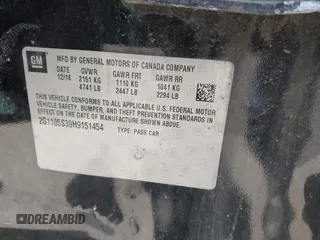 GM
MFD BY GENERAL MOTORS OF CANADA COMPANY
DATE GVWR GAWR FRT GAWR RR
12/16 2151 KG 1110 KG 1041 KG
4741 LB 2447 LB 2294 LB
THIS VEHICLE CONFORMS TO ALL APPLICABLE U.S. FEDERAL MOTOR
VEHICLE SAFETY, BUMPER, AND THEFT PREVENTION STANDARDS IN
EFFECT ON THE DATE OF MANUFACTURE SHOWN ABOVE.
2G1105S39H9151454 TYPE: PASS CAR
DREAMBID